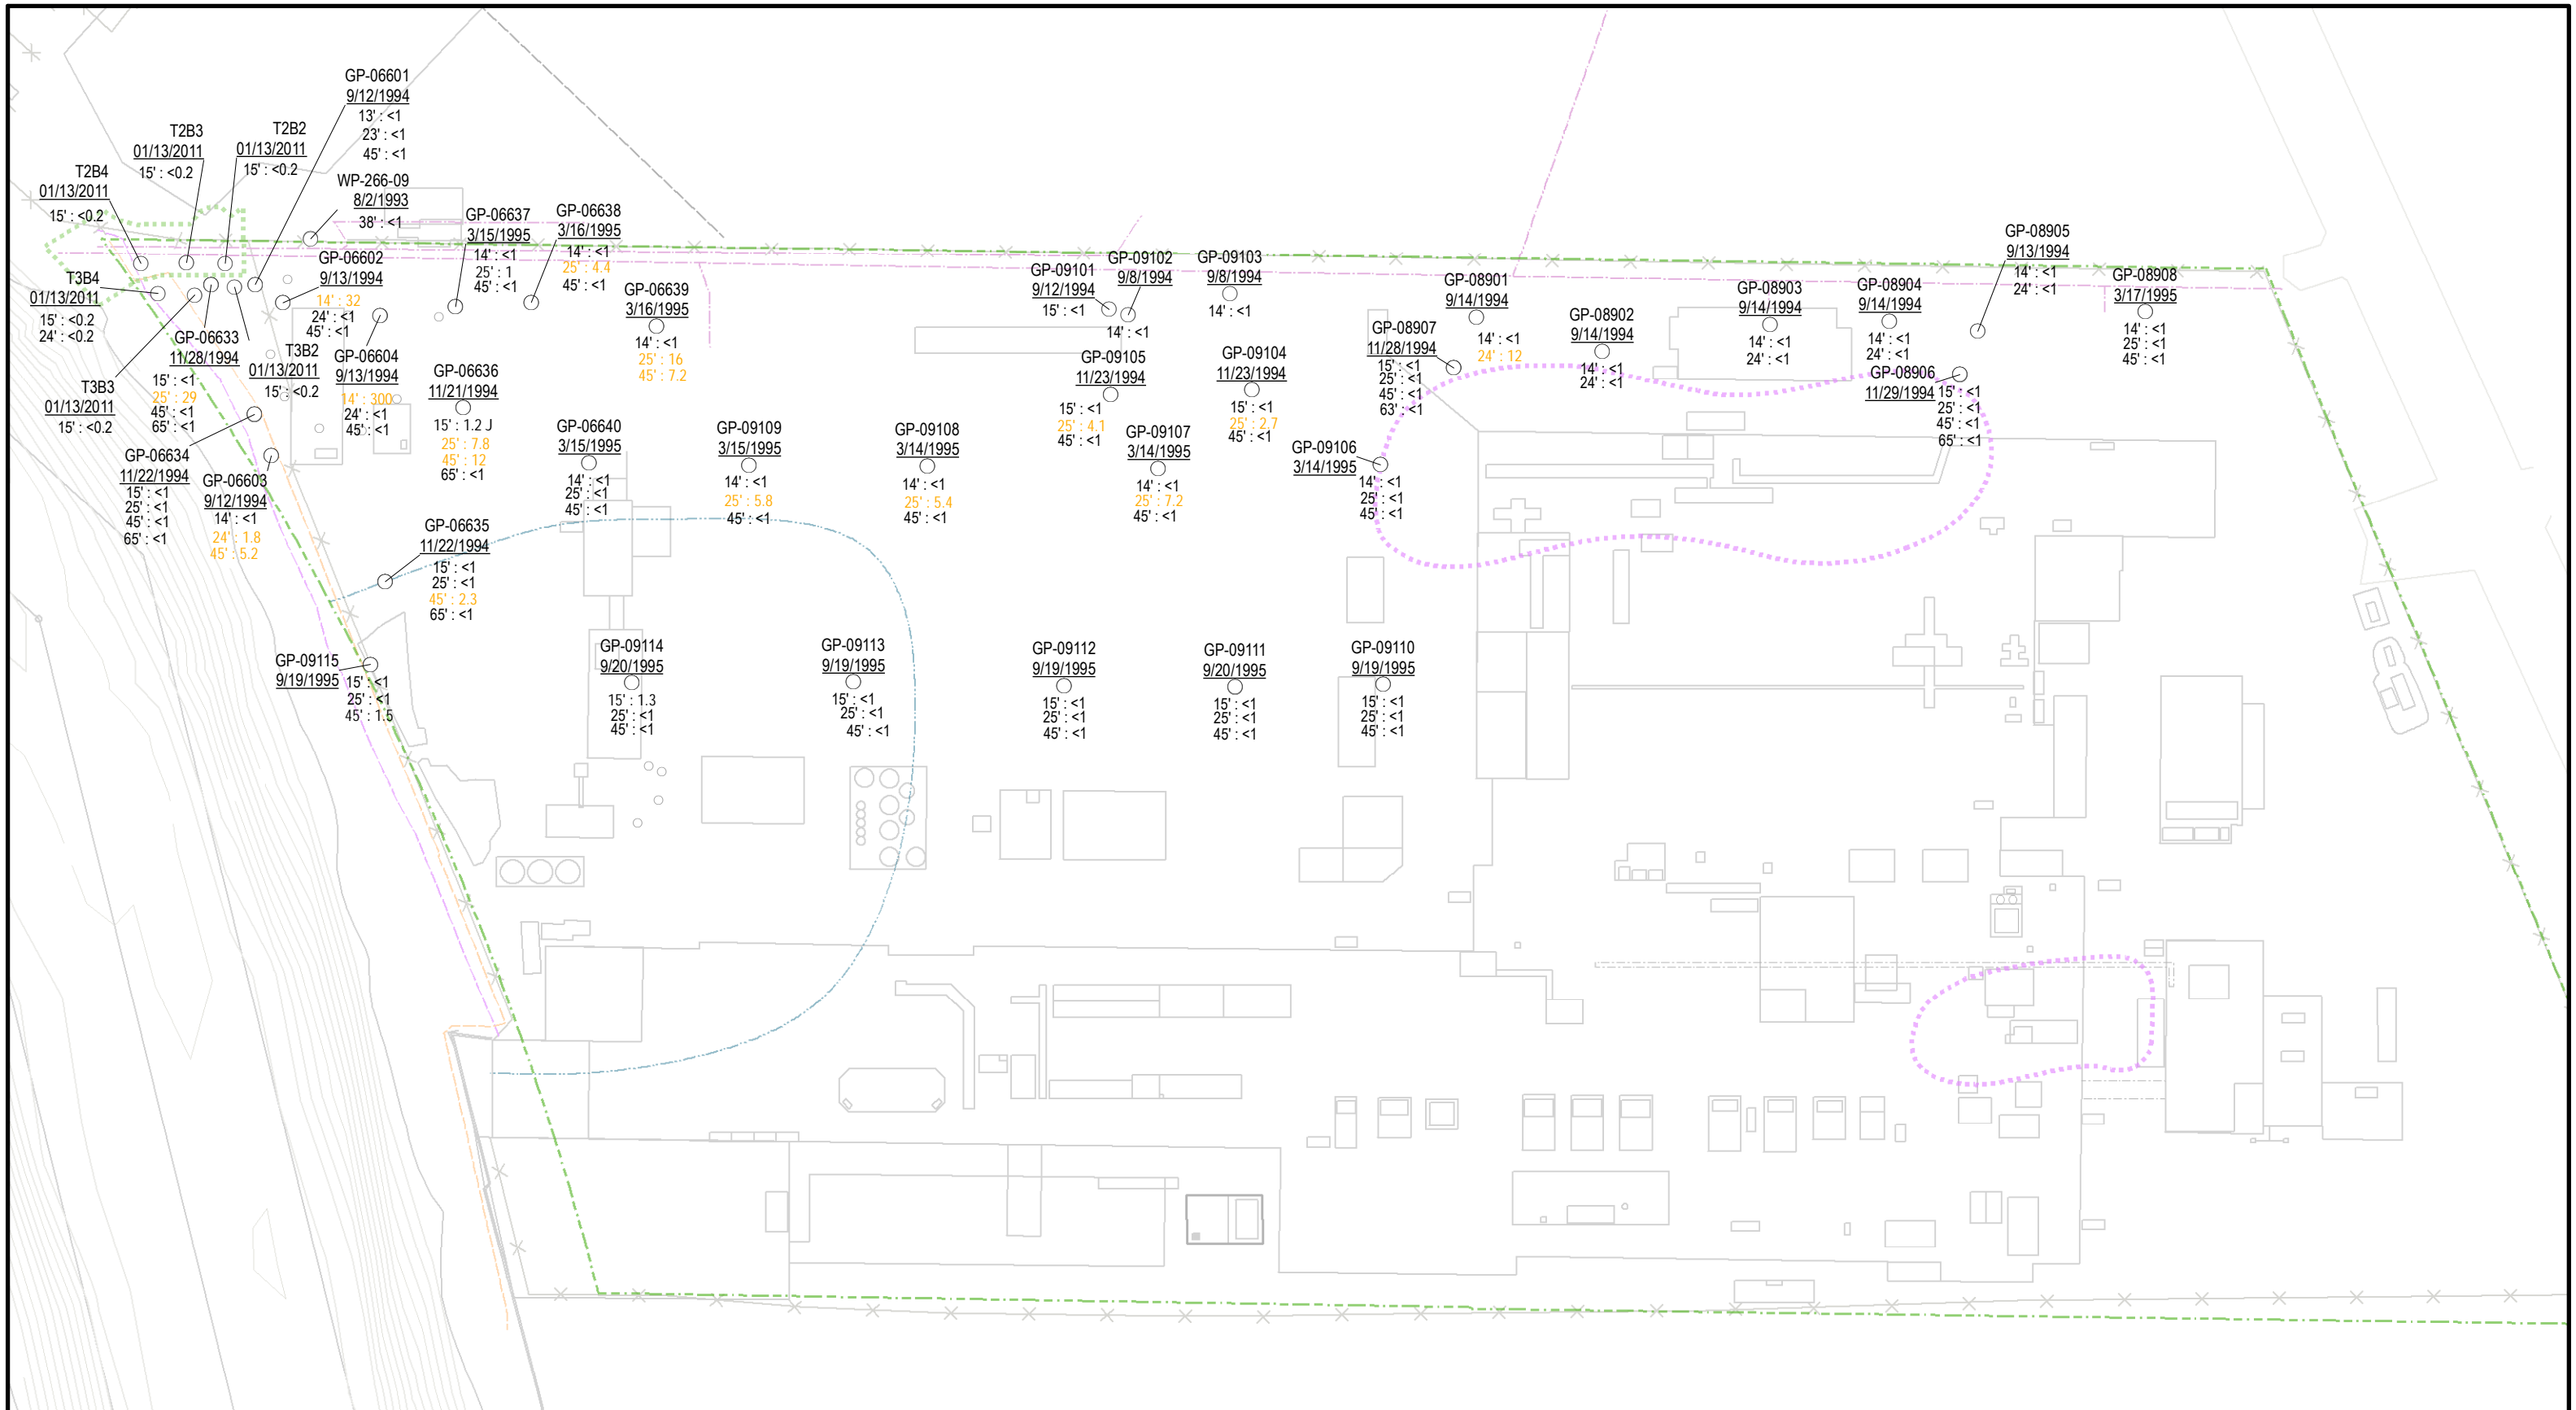 GP-06601
9/12/1994
13' : <1
23' : <1
45' : <1
T2B3
01/13/2011
15' : <0.2
T2B2
01/13/2011
15' : <0.2
T2B4
01/13/2011
15' : <0.2
WP-266-09
8/2/1993
38' : <1
GP-06637
3/15/1995
14' : <1
25' : 1
45' : <1
GP-06638
3/16/1995
14' : <1
25' : 4.4
45' : <1
GP-06602
9/13/1994
14' : 32
24' : <1
45' : <1
T3B4
01/13/2011
15' : <0.2
24' : <0.2
GP-06639
3/16/1995
14' : <1
25' : 16
45' : 7.2
GP-09101
9/12/1994
15' : <1
GP-09102
9/8/1994
14' : <1
GP-09103
9/8/1994
14' : <1
GP-08901
9/14/1994
14' : <1
24' : 12
GP-08902
9/14/1994
14' : <1
24' : <1
GP-08903
9/14/1994
14' : <1
24' : <1
GP-08904
9/14/1994
14' : <1
24' : <1
GP-08905
9/13/1994
14' : <1
24' : <1
GP-08908
3/17/1995
14' : <1
25' : <1
45' : <1
GP-06633
11/28/1994
15' : <1
25' : 29
45' : <1
65' : <1
T3B2
01/13/2011
15' : <0.2
GP-06604
9/13/1994
14' : 300
24' : <1
45' : <1
T3B3
01/13/2011
15' : <0.2
GP-06636
11/21/1994
15' : 1.2 J
25' : 7.8
45' : 12
65' : <1
GP-09105
11/23/1994
15' : <1
25' : 4.1
45' : <1
GP-09104
11/23/1994
15' : <1
25' : 2.7
45' : <1
GP-08907
11/28/1994
15' : <1
25' : <1
45' : <1
63' : <1
GP-08906
11/29/1994
15' : <1
25' : <1
45' : <1
65' : <1
GP-06634
11/22/1994
15' : <1
25' : <1
45' : <1
65' : <1
GP-06603
9/12/1994
14' : <1
24' : 1.8
45' : 5.2
GP-06640
3/15/1995
14' : <1
25' : <1
45' : <1
GP-09109
3/15/1995
14' : <1
25' : 5.8
45' : <1
GP-09108
3/14/1995
14' : <1
25' : 5.4
45' : <1
GP-09107
3/14/1995
14' : <1
25' : 7.2
45' : <1
GP-09106
3/14/1995
14' : <1
25' : <1
45' : <1
GP-06635
11/22/1994
15' : <1
25' : <1
45' : 2.3
65' : <1
GP-09115
9/19/1995
15' : <1
25' : <1
45' : 1.5
GP-09114
9/20/1995
15' : 1.3
25' : <1
45' : <1
GP-09113
9/19/1995
15' : <1
25' : <1
45' : <1
GP-09112
9/19/1995
15' : <1
25' : <1
45' : <1
GP-09111
9/20/1995
15' : <1
25' : <1
45' : <1
GP-09110
9/19/1995
15' : <1
25' : <1
45' : <1